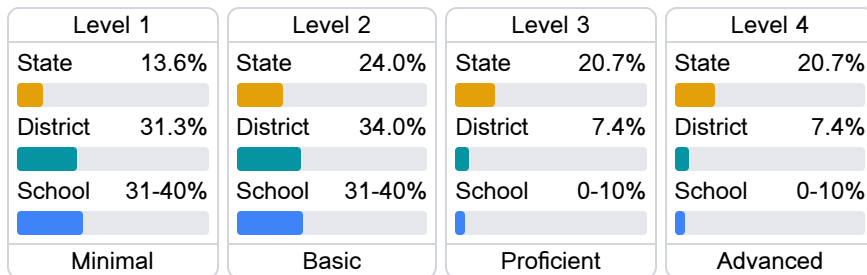 Level 1
State 13.6%
District 31.3%
School 31-40%
Minimal
Level 2
State 24.0%
District 34.0%
School 31-40%
Basic
Level 3
State 20.7%
District 7.4%
School 0-10%
Proficient
Level 4
State 20.7%
District 7.4%
School 0-10%
Advanced